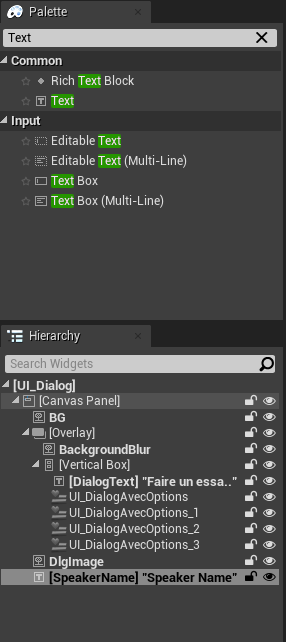 Palette
Text
Common
Rich Text Block
Text
Input
Editable Text
Editable Text (Multi-Line)
Text Box
Text Box (Multi-Line)
Hierarchy
Search Widgets
[UI_Dialog]
[Canvas Panel]
BG
[Overlay]
BackgroundBlur
[Vertical Box]
[DialogText] "Faire un essa.."
UI_DialogAvecOptions
UI_DialogAvecOptions_1
UI_DialogAvecOptions_2
UI_DialogAvecOptions_3
DlgImage
[SpeakerName] "Speaker Name"